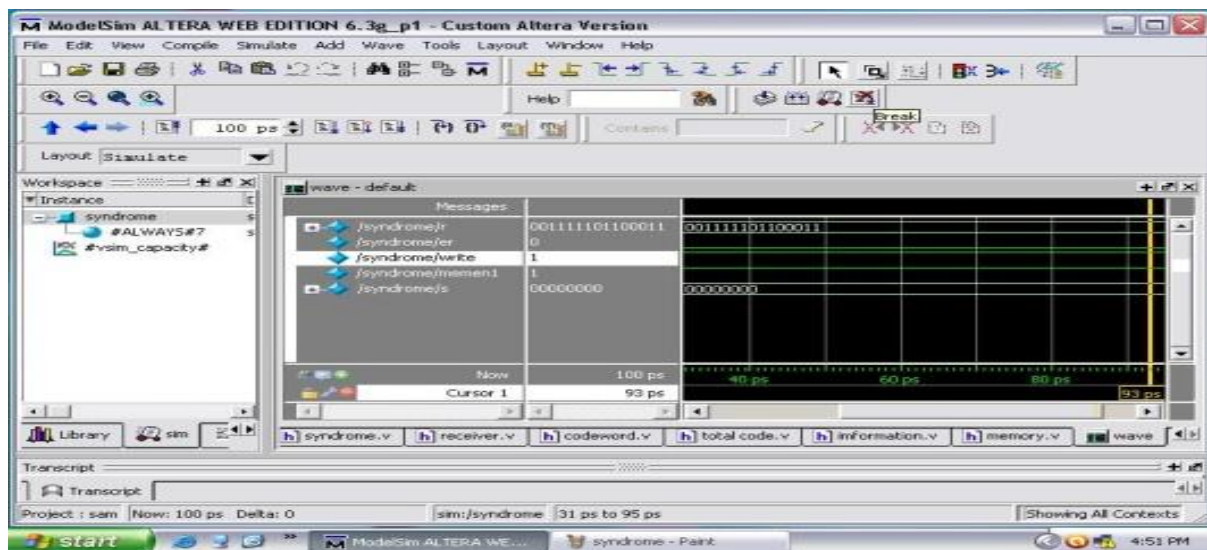 ModelSim ALTERA WEB EDITION 6.3g_p1 - Custom Altera Version
File Edit View Compile Simulate Add Wave Tools Layout Window Help
Help
100 ps
Contains
Break
Layout Simulate
Workspace
Instance
syndrome s
#ALWAYS#7 s
#vsim_capacity#
wave - default
Messages
/syndrome/r 001111101100011 001111101100011
/syndrome/er 0
/syndrome/write 1
/syndrome/memen1 1
/syndrome/s 00000000 00000000
Now 100 ps 40 ps 60 ps 80 ps
Cursor 1 93 ps 93 ps
Library sim
syndrome.v receiver.v codeword.v total code.v information.v memory.v wave
Transcript
Transcript
Project : sam Now: 100 ps Delta: 0 sim:/syndrome 31 ps to 95 ps Showing All Contexts
start ModelSim ALTERA WE... syndrome - Paint 4:51 PM